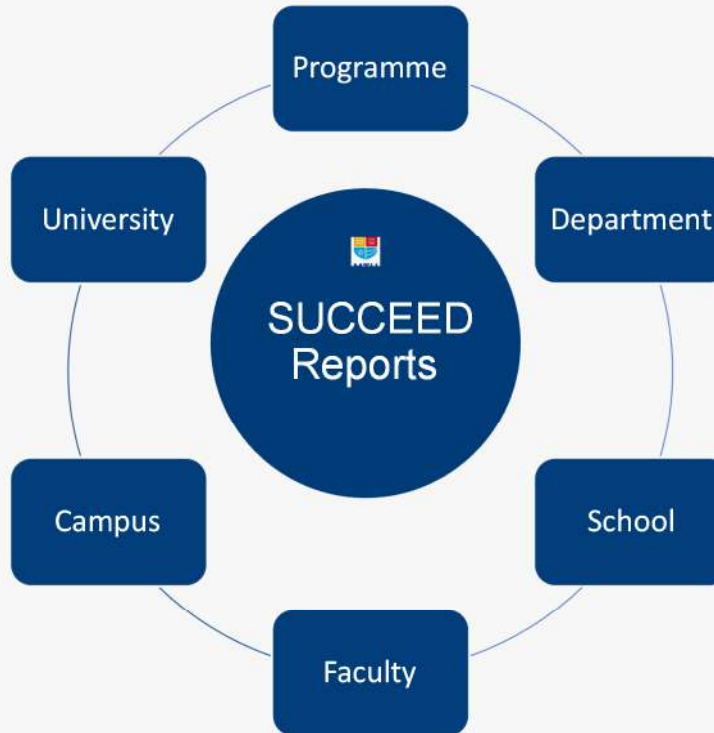 Programme
University
Department
SUCCEED
Reports
Campus
School
Faculty